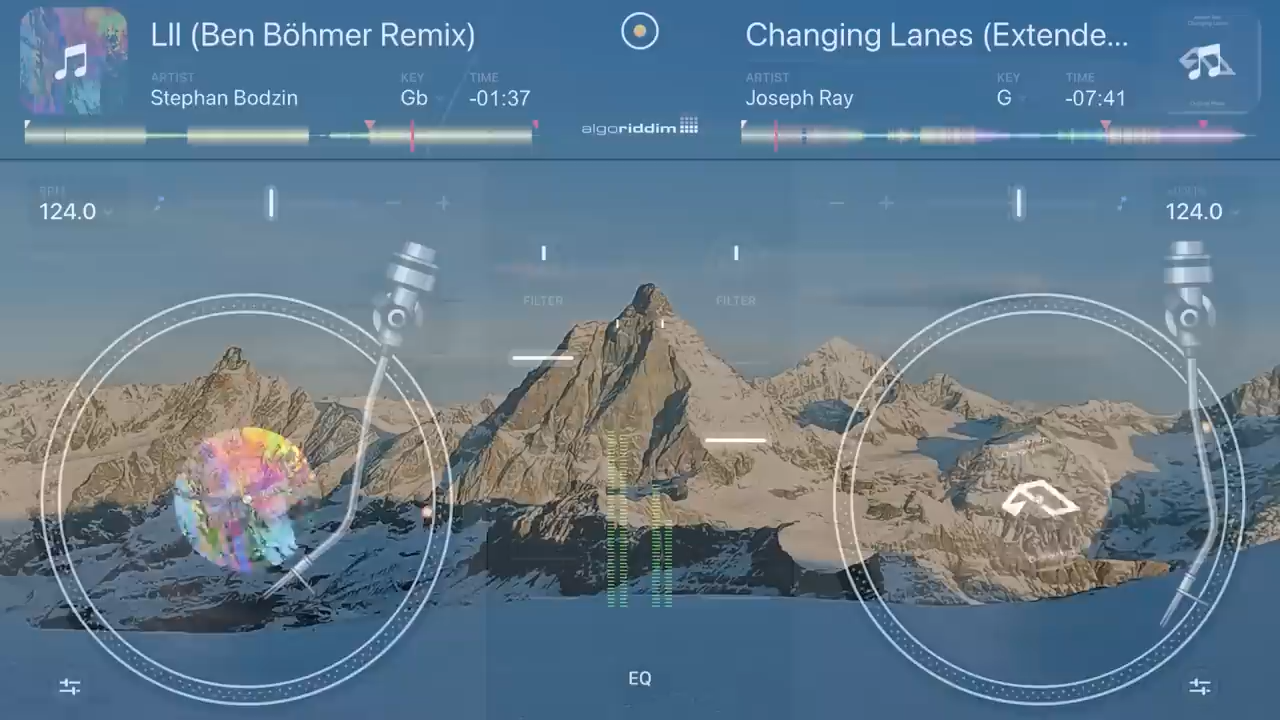 LII (Ben Böhmer Remix)
ARTIST
KEY
TIME
Stephan Bodzin
Gb
-01:37
algoriddim
Changing Lanes (Extende...
ARTIST
KEY
TIME
Joseph Ray
G
-07:41
BPM
124.0
124.0
FILTER
FILTER
EQ